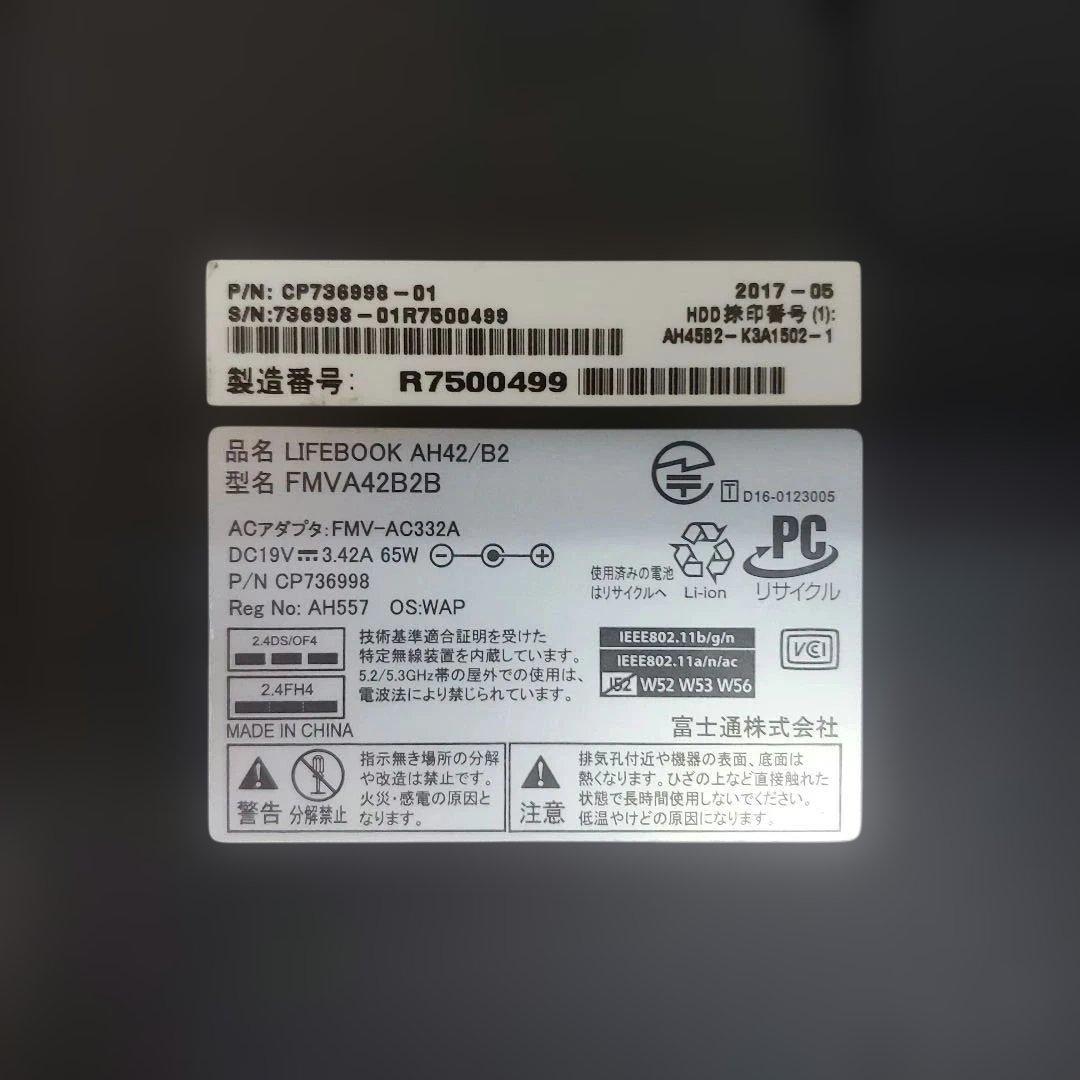 P/N: CP736998-01
2017-05
S/N:736998-01R7500499
HDD捺印番号(1):
AH45B2-K3A1502-1
製造番号: R7500499
品名 LIFEBOOK AH42/B2
型名 FMVA42B2B
T D16-0123005
ACアダプタ:FMV-AC332A
DC19V 3.42A 65W
P/N CP736998
Reg No: AH557 OS:WAP
使用済みの電池
はリサイクルへ
Li-ion
PC
リサイクル
2.4DS/OF4
2.4FH4
技術基準適合証明を受けた
特定無線装置を内蔵しています。
5.2/5.3GHz帯の屋外での使用は、
電波法により禁じられています。
IEEE802.11b/g/n
IEEE802.11a/n/ac
J52 W52 W53 W56
VCI
MADE IN CHINA
富士通株式会社
警告
分解禁止
指示無き場所の分解
や改造は禁止です。
火災・感電の原因と
なります。
注意
排気孔付近や機器の表面、底面は
熱くなります。ひざの上など直接触れた
状態で長時間使用しないでください。
低温やけどの原因になります。